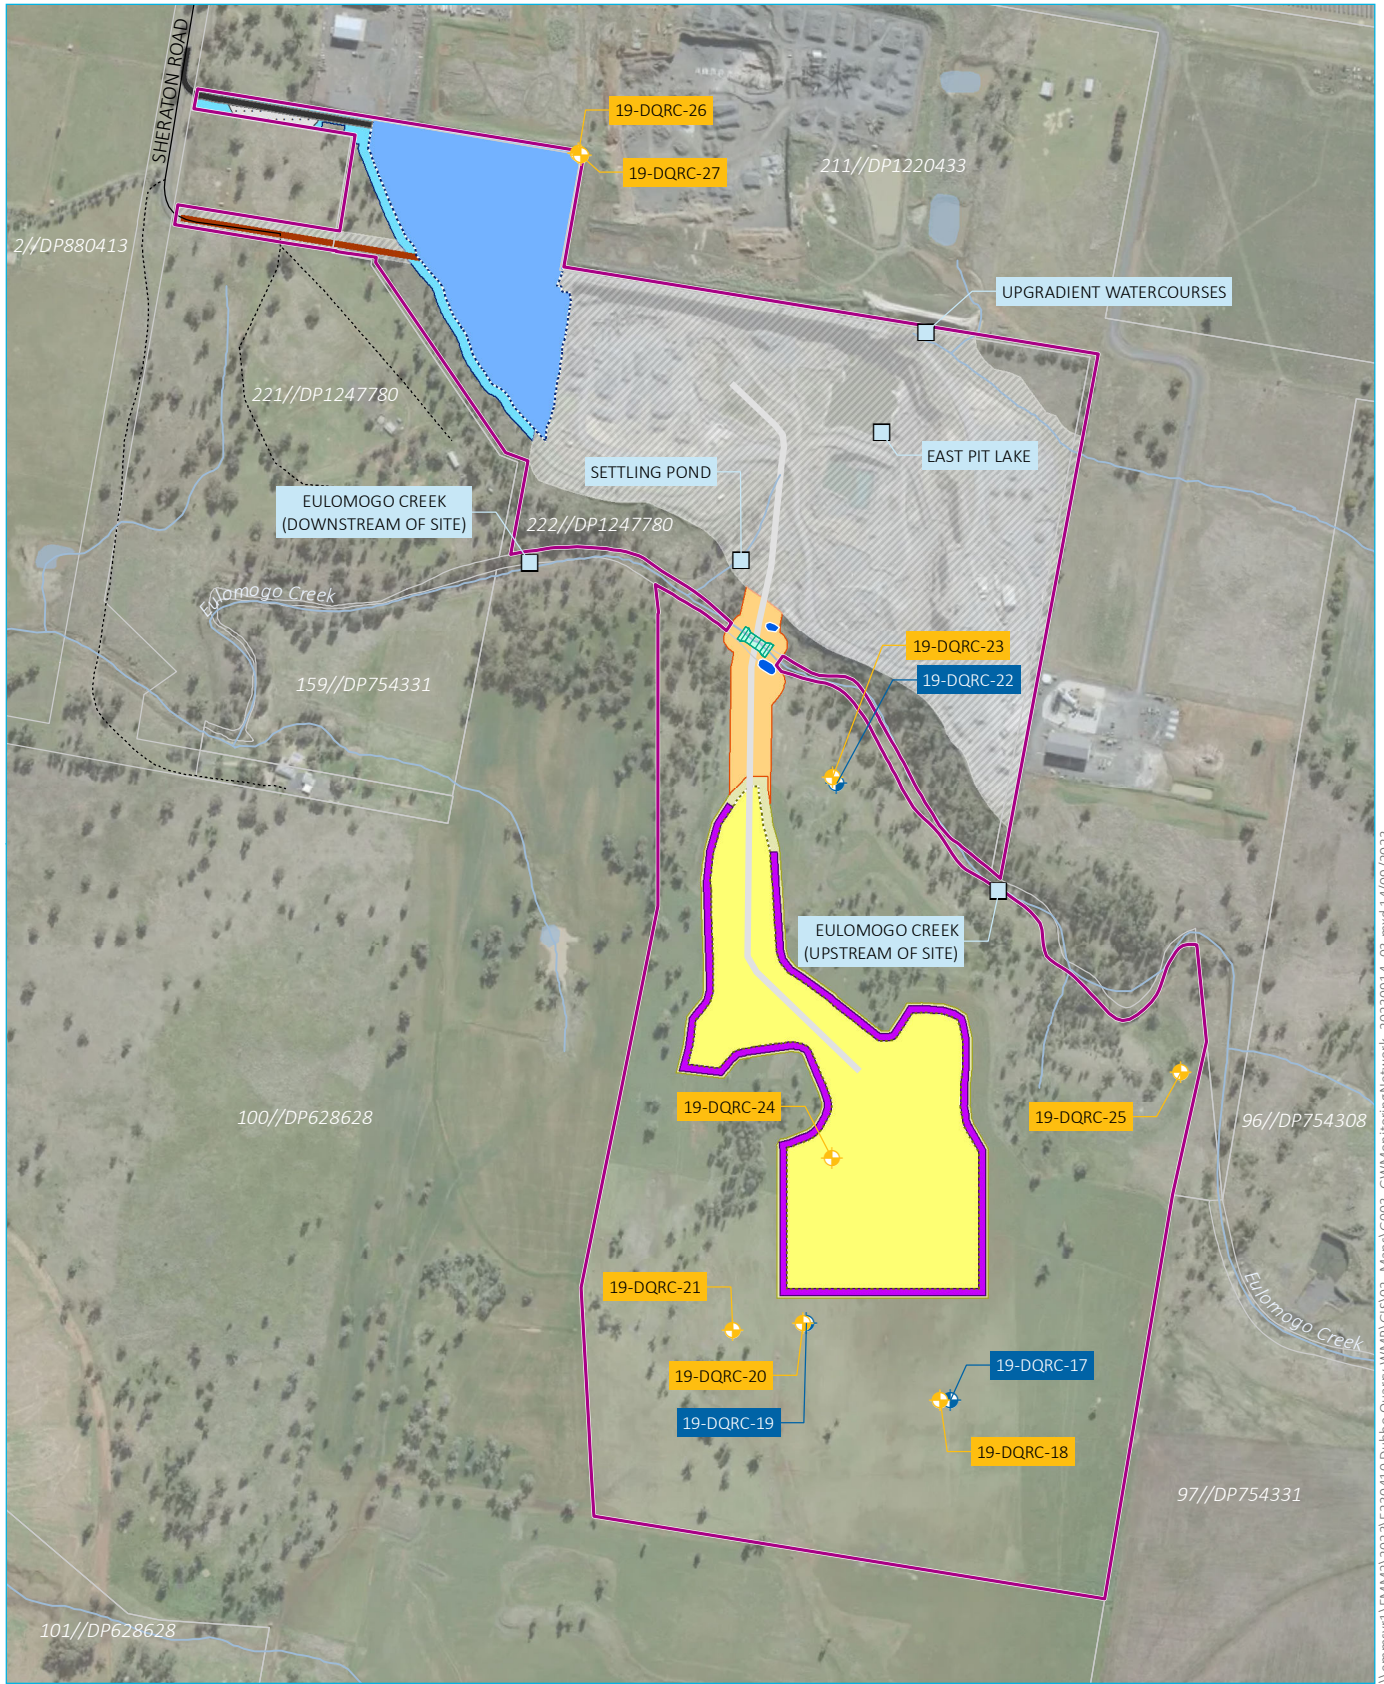 SHERATON ROAD
19-DQRC-26
19-DQRC-27
211//DP1220433
2//DP880413
UPGRADIENT WATERCOURSES
221//DP1247780
EAST PIT LAKE
SETTLING POND
EULOMOGO CREEK
(DOWNSTREAM OF SITE)
222//DP1247780
Eulomogo Creek
19-DQRC-23
19-DQRC-22
159//DP754331
EULOMOGO CREEK
(UPSTREAM OF SITE)
19-DQRC-24
19-DQRC-25
100//DP628628
96//DP754308
19-DQRC-21
Eulomogo Creek
19-DQRC-20
19-DQRC-17
19-DQRC-19
19-DQRC-18
97//DP754331
101//DP628628